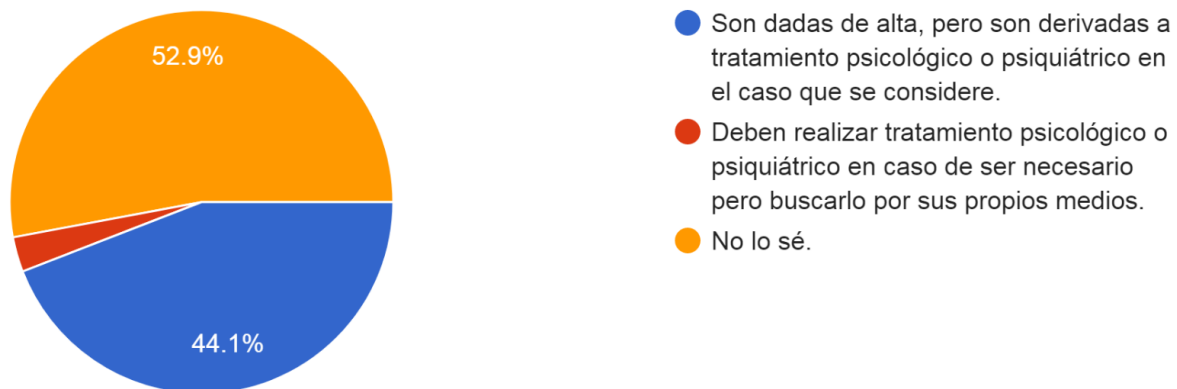 52.9%
44.1%
Son dadas de alta, pero son derivadas a
tratamiento psicológico o psiquiátrico en
el caso que se considere.
Deben realizar tratamiento psicológico o
psiquiátrico en caso de ser necesario
pero buscarlo por sus propios medios.
No lo sé.